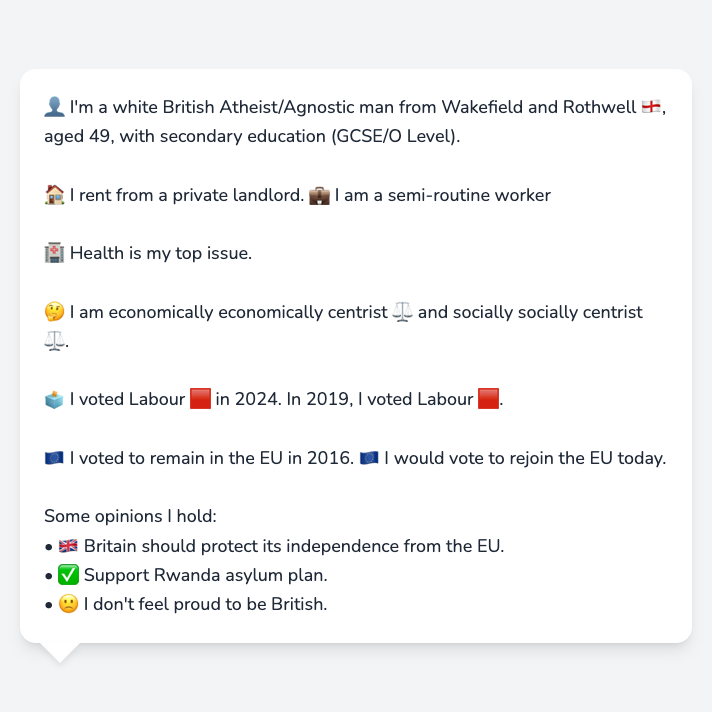 👤 I'm a white British Atheist/Agnostic man from Wakefield and Rothwell 🏴󠁧󠁢󠁥󠁮󠁧󠁿,
aged 49, with secondary education (GCSE/O Level).
🏠 I rent from a private landlord. 💼 I am a semi-routine worker
🏥 Health is my top issue.
🤔 I am economically economically centrist ⚖️ and socially socially centrist
⚖️.
🗳️ I voted Labour 🟥 in 2024. In 2019, I voted Labour 🟥.
🇪🇺 I voted to remain in the EU in 2016. 🇪🇺 I would vote to rejoin the EU today.
Some opinions I hold:
• 🇬🇧 Britain should protect its independence from the EU.
• ✅ Support Rwanda asylum plan.
• 🙁 I don't feel proud to be British.